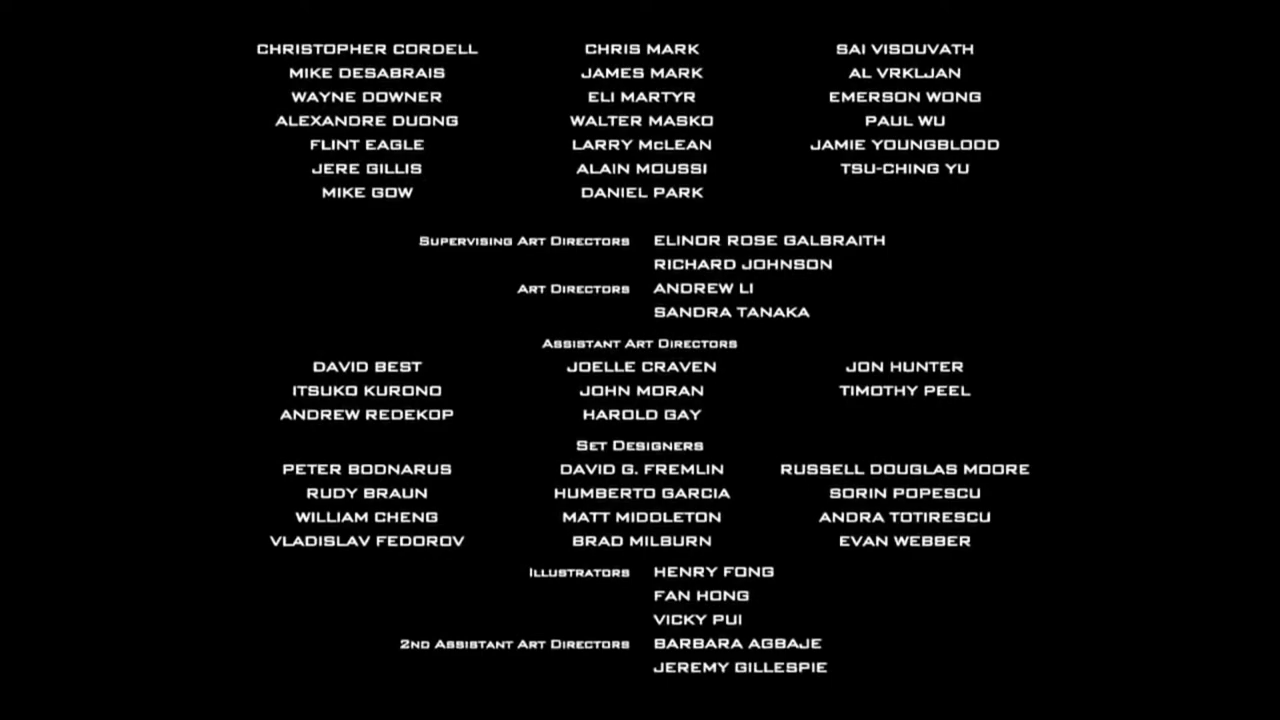 CHRISTOPHER CORDELL CHRIS MARK SAI VISOUVATH
MIKE DESABRAIS JAMES MARK AL VRKLJAN
WAYNE DOWNER ELI MARTYR EMERSON WONG
ALEXANDRE DUONG WALTER MASKO PAUL WU
FLINT EAGLE LARRY McLEAN JAMIE YOUNGBLOOD
JERE GILLIS ALAIN MOUSSI TSU-CHING YU
MIKE GOW DANIEL PARK
SUPERVISING ART DIRECTORS ELINOR ROSE GALBRAITH
RICHARD JOHNSON
ART DIRECTORS ANDREW LI
SANDRA TANAKA
ASSISTANT ART DIRECTORS
DAVID BEST JOELLE CRAVEN JON HUNTER
ITSUKO KURONO JOHN MORAN TIMOTHY PEEL
ANDREW REDEKOP HAROLD GAY
SET DESIGNERS
PETER BODNARUS DAVID G. FREMLIN RUSSELL DOUGLAS MOORE
RUDY BRAUN HUMBERTO GARCIA SORIN POPESCU
WILLIAM CHENG MATT MIDDLETON ANDRA TOTIRESCU
VLADISLAV FEDOROV BRAD MILBURN EVAN WEBBER
ILLUSTRATORS HENRY FONG
FAN HONG
VICKY PUI
2ND ASSISTANT ART DIRECTORS BARBARA AGBAJE
JEREMY GILLESPIE